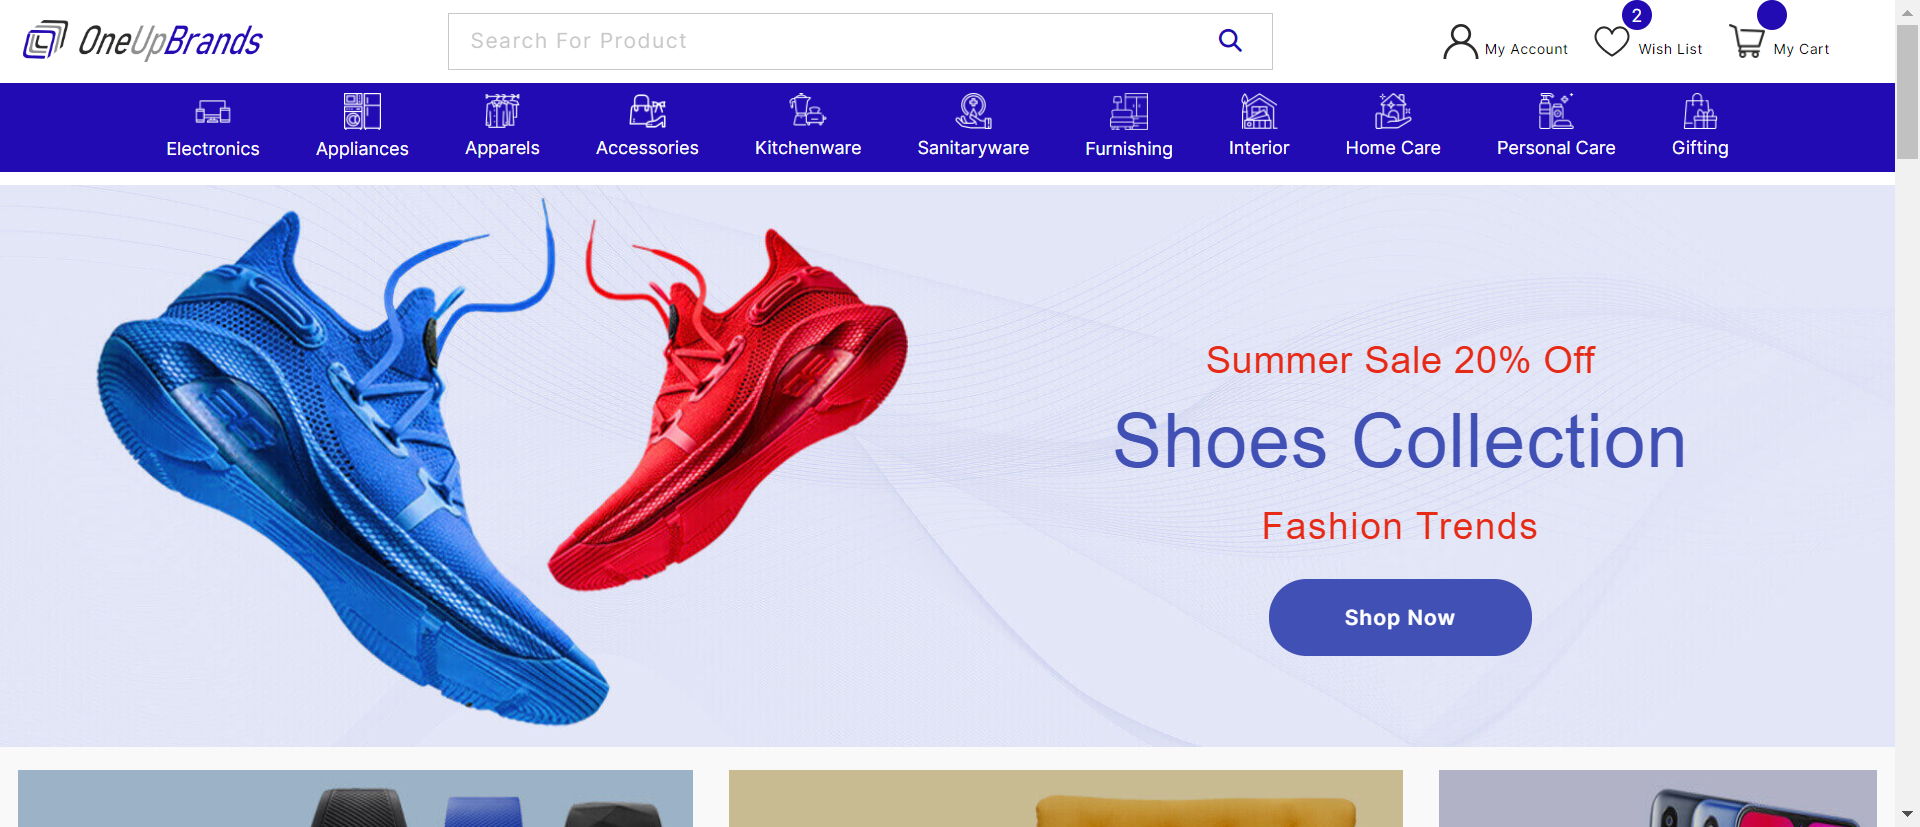 OneUpBrands
Search For Product
My Account
2
Wish List
My Cart
Electronics
Appliances
Apparels
Accessories
Kitchenware
Sanitaryware
Furnishing
Interior
Home Care
Personal Care
Gifting
Summer Sale 20% Off
Shoes Collection
Fashion Trends
Shop Now